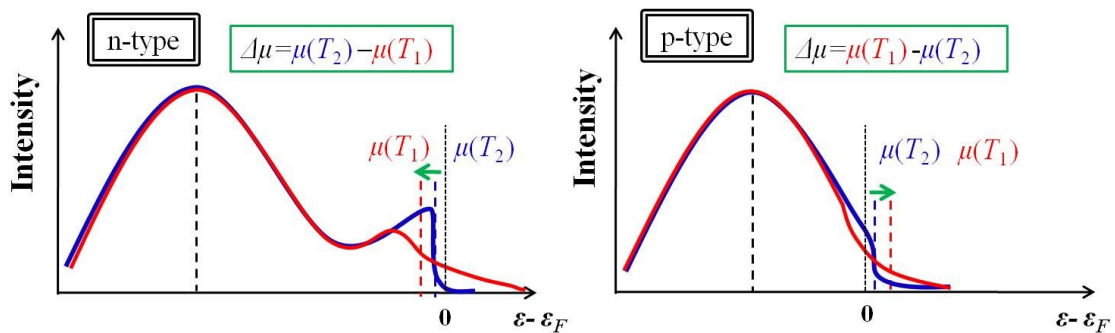 n-type
Δμ=μ(T₂)−μ(T₁)
Intensity
μ(T₁) μ(T₂)
0
ε- ε_F
p-type
Δμ=μ(T₁)-μ(T₂)
Intensity
μ(T₂) μ(T₁)
0
ε- ε_F